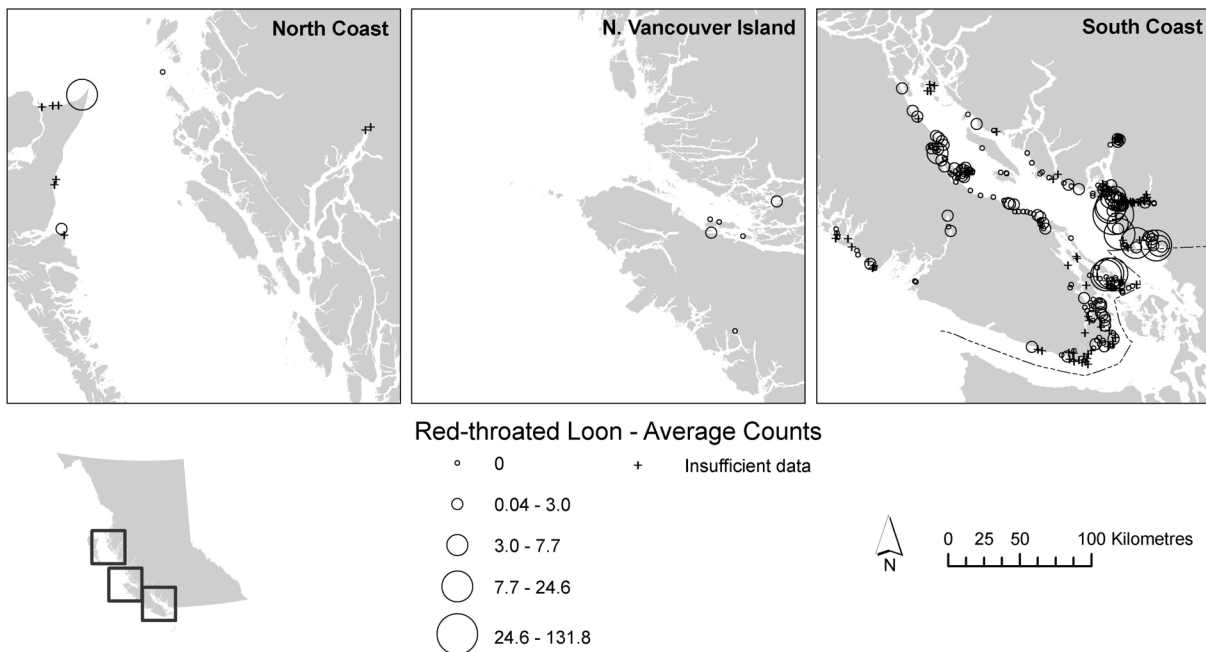 North Coast
N. Vancouver Island
South Coast
Red-throated Loon - Average Counts
0
Insufficient data
0.04 - 3.0
3.0 - 7.7
7.7 - 24.6
24.6 - 131.8
N
0 25 50 100 Kilometres